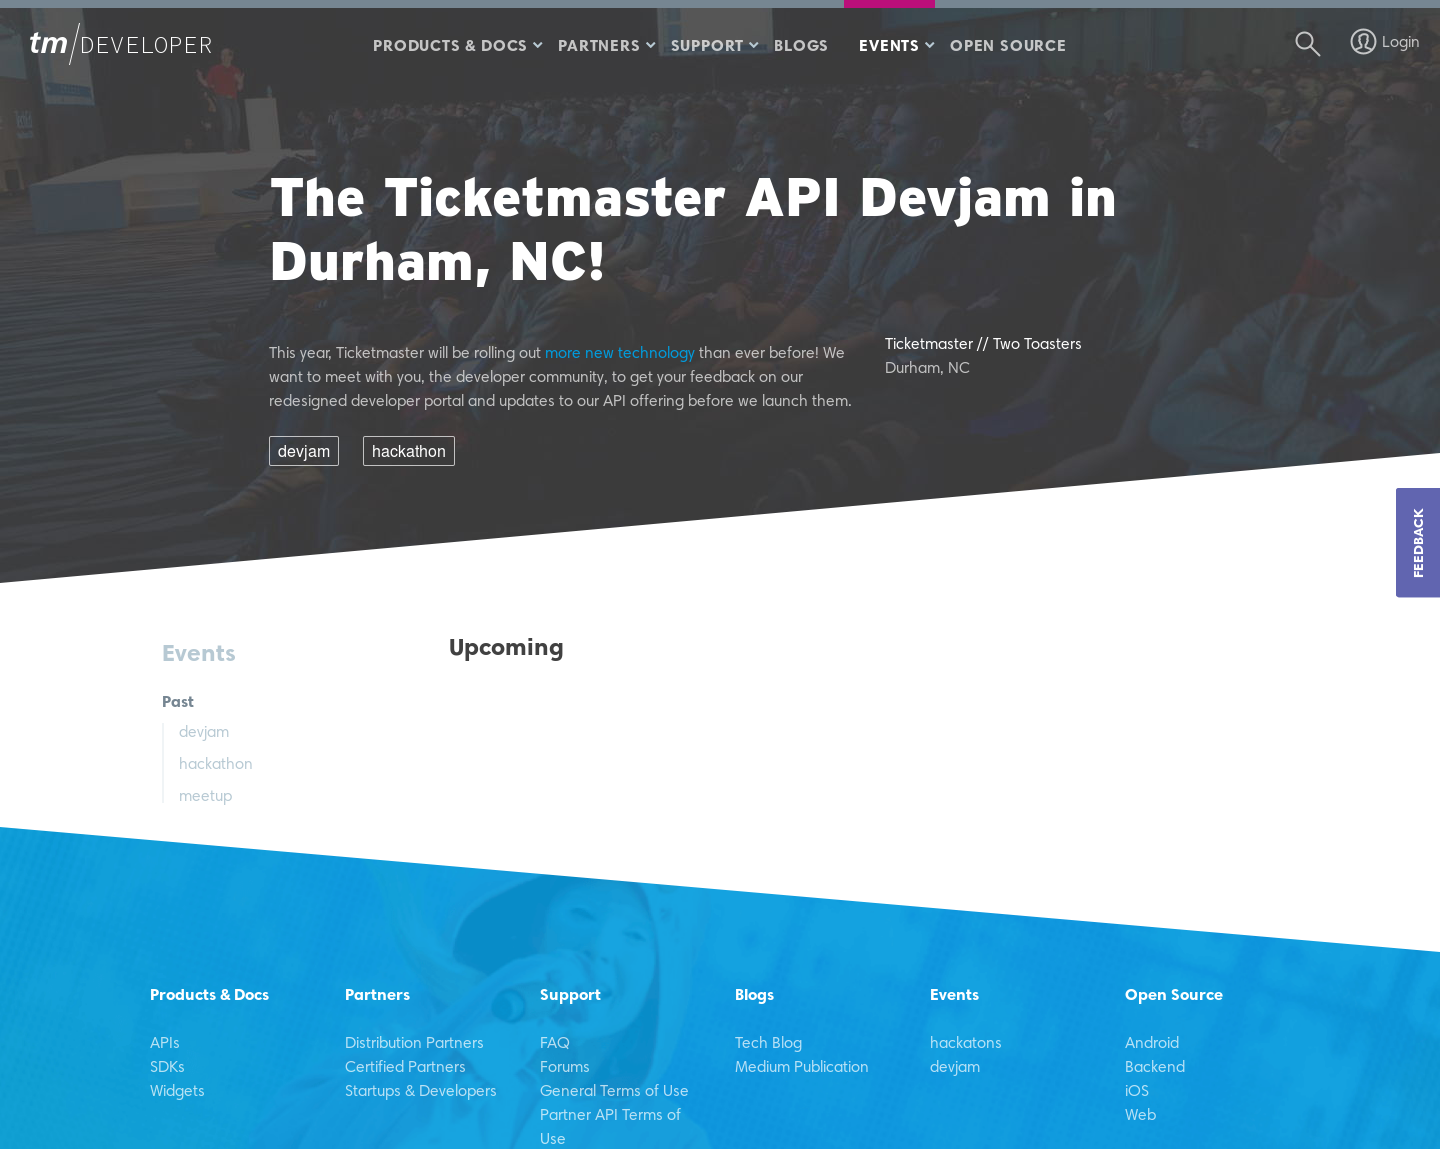 tm/DEVELOPER
PRODUCTS & DOCS
PARTNERS
SUPPORT
BLOGS
EVENTS
OPEN SOURCE
Login
The Ticketmaster API Devjam in
Durham, NC!
This year, Ticketmaster will be rolling out more new technology than ever before! We
want to meet with you, the developer community, to get your feedback on our
redesigned developer portal and updates to our API offering before we launch them.
Ticketmaster // Two Toasters
Durham, NC
devjam
hackathon
FEEDBACK
Events
Past
devjam
hackathon
meetup
Upcoming
Products & Docs
APIs
SDKs
Widgets
Partners
Distribution Partners
Certified Partners
Startups & Developers
Support
FAQ
Forums
General Terms of Use
Partner API Terms of
Use
Blogs
Tech Blog
Medium Publication
Events
hackatons
devjam
Open Source
Android
Backend
iOS
Web